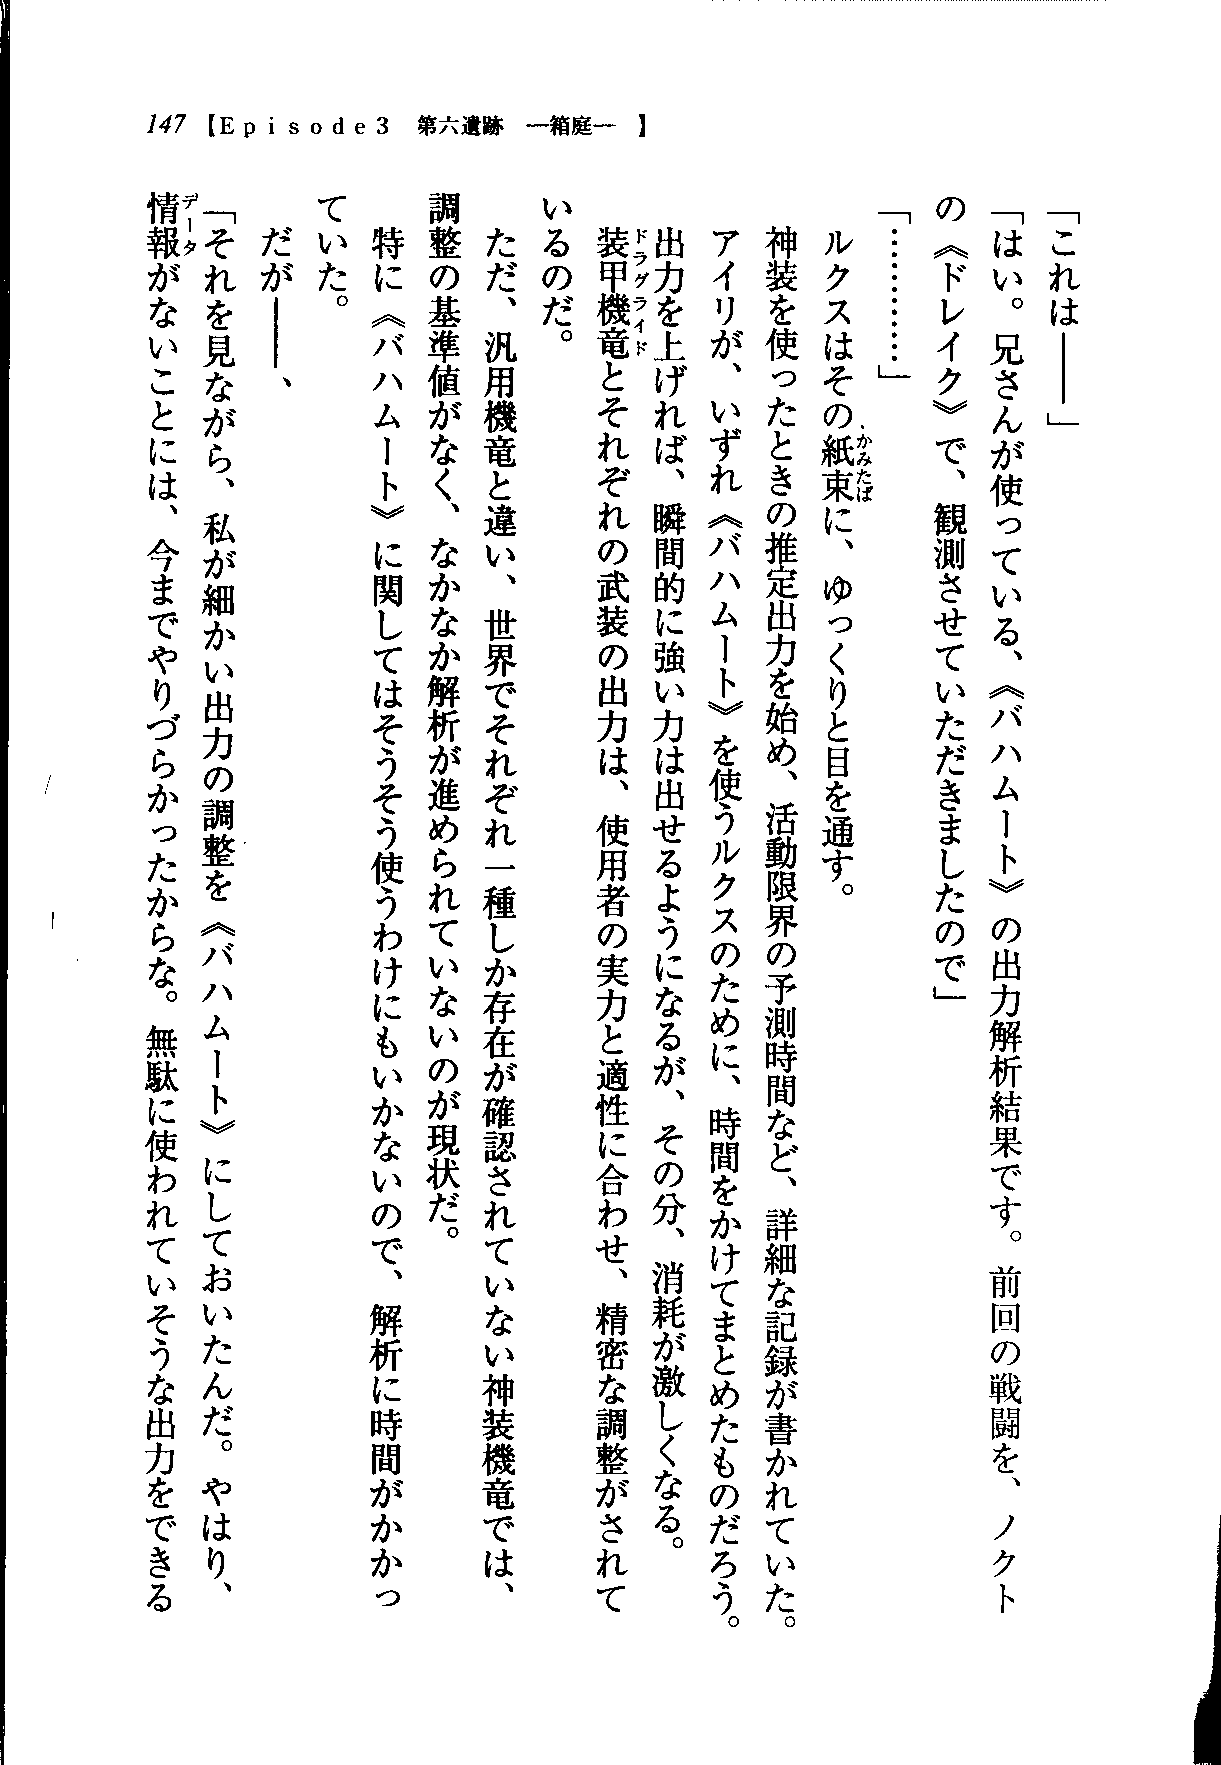 147 【Episode3　第六遺跡　―箱庭―　】
「これは――」
「はい。兄さんが使っている、《バハムート》の出力解析結果です。前回の戦闘を、ノクト
の《ドレイク》で、観測させていただきましたので」
「…………」
ルクスはその紙束に、ゆっくりと目を通す。
かみたば
神装を使ったときの推定出力を始め、活動限界の予測時間など、詳細な記録が書かれていた。
アイリが、いずれ《バハムート》を使うルクスのために、時間をかけてまとめたものだろう。
出力を上げれば、瞬間的に強い力は出せるようになるが、その分、消耗が激しくなる。
装甲機竜とそれぞれの武装の出力は、使用者の実力と適性に合わせ、精密な調整がされて
ドラグライド
いるのだ。
ただ、汎用機竜と違い、世界でそれぞれ一種しか存在が確認されていない神装機竜では、
調整の基準値がなく、なかなか解析が進められていないのが現状だ。
特に《バハムート》に関してはそうそう使うわけにもいかないので、解析に時間がかかっ
ていた。
だが――、
「それを見ながら、私が細かい出力の調整を《バハムート》にしておいたんだ。やはり、
情報がないことには、今までやりづらかったからな。無駄に使われていそうな出力をできる
データ